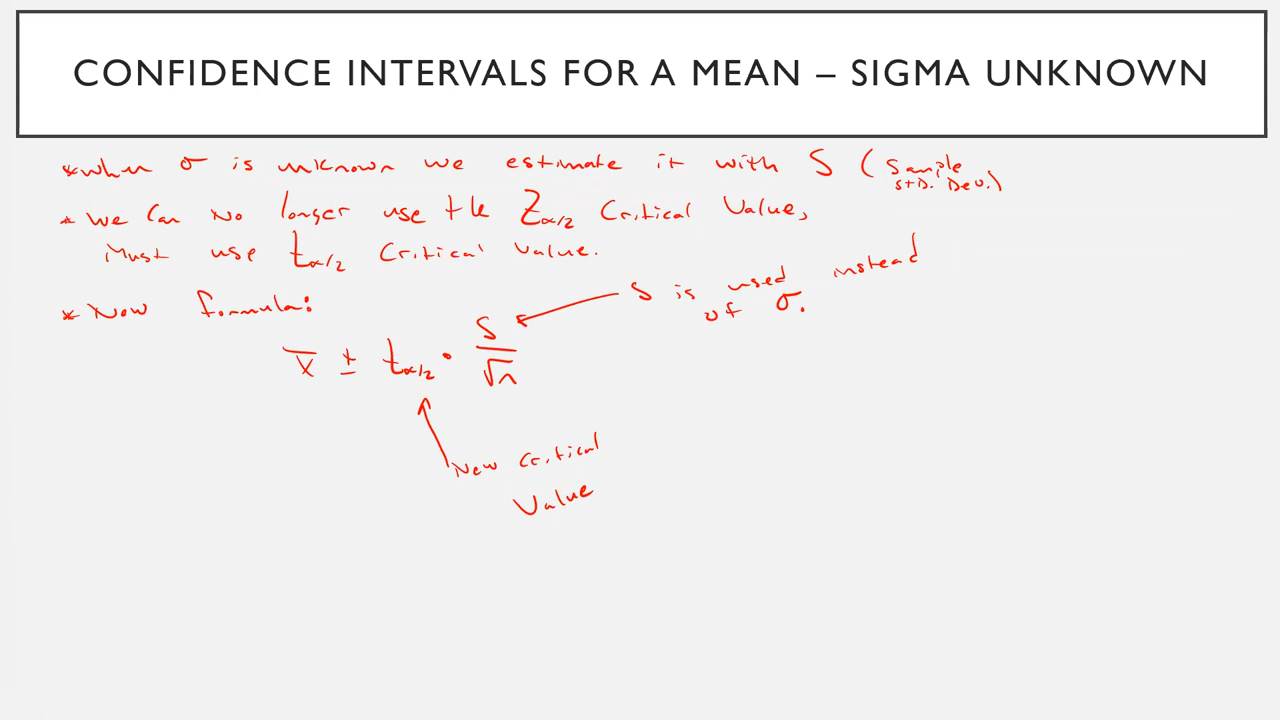 CONFIDENCE INTERVALS FOR A MEAN – SIGMA UNKNOWN
*when σ is unknown we estimate it with S (Sample
std. Dev.)
* We Can No longer use the Zα/2 Critical Value,
Must use tα/2 Critical Value.
S is used instead
of σ.
* New formula:
x̄ ± tα/2 · S/√n
New Critical
Value